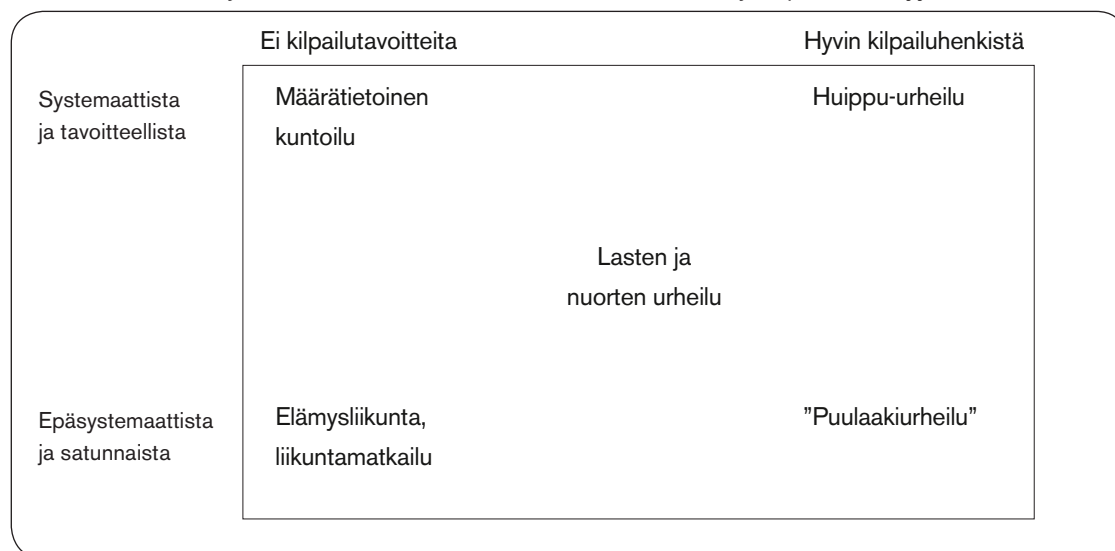 Ei kilpailutavoitteita
Hyvin kilpailuhenkistä
Systemaattista
ja tavoitteellista
Määrätietoinen
kuntoilu
Huippu-urheilu
Lasten ja
nuorten urheilu
Epäsystemaattista
ja satunnaista
Elämysliikunta,
liikuntamatkailu
”Puulaakiurheilu”